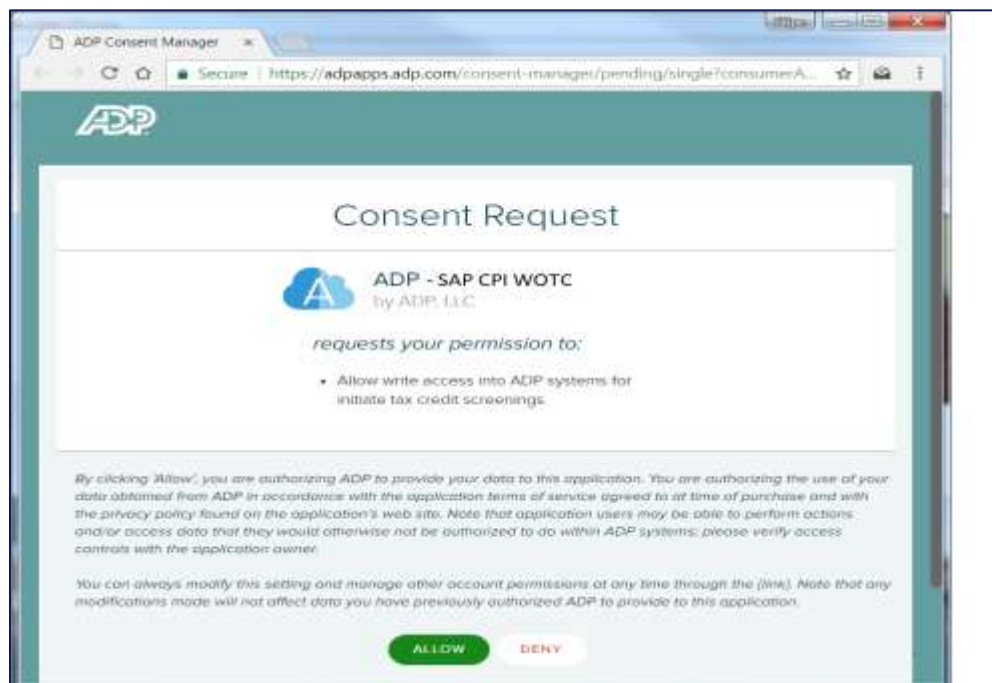 ADP Consent Manager
Secure | https://adpapps.adp.com/consent-manager/pending/single?consumerA...
ADP
Consent Request
ADP - SAP CPI WOTC
by ADP, LLC
requests your permission to:
• Allow write access into ADP systems for
initiate tax credit screenings.
By clicking 'Allow', you are authorizing ADP to provide your data to this application. You are authorizing the use of your
data obtained from ADP in accordance with the application terms of service agreed to at time of purchase and with
the privacy policy found on the application's web site. Note that application users may be able to perform actions
and/or access data that they would otherwise not be authorized to do within ADP systems; please verify access
controls with the application owner.
You can always modify this setting and manage other account permissions at any time through the (link). Note that any
modifications made will not affect data you have previously authorized ADP to provide to this application.
ALLOW
DENY